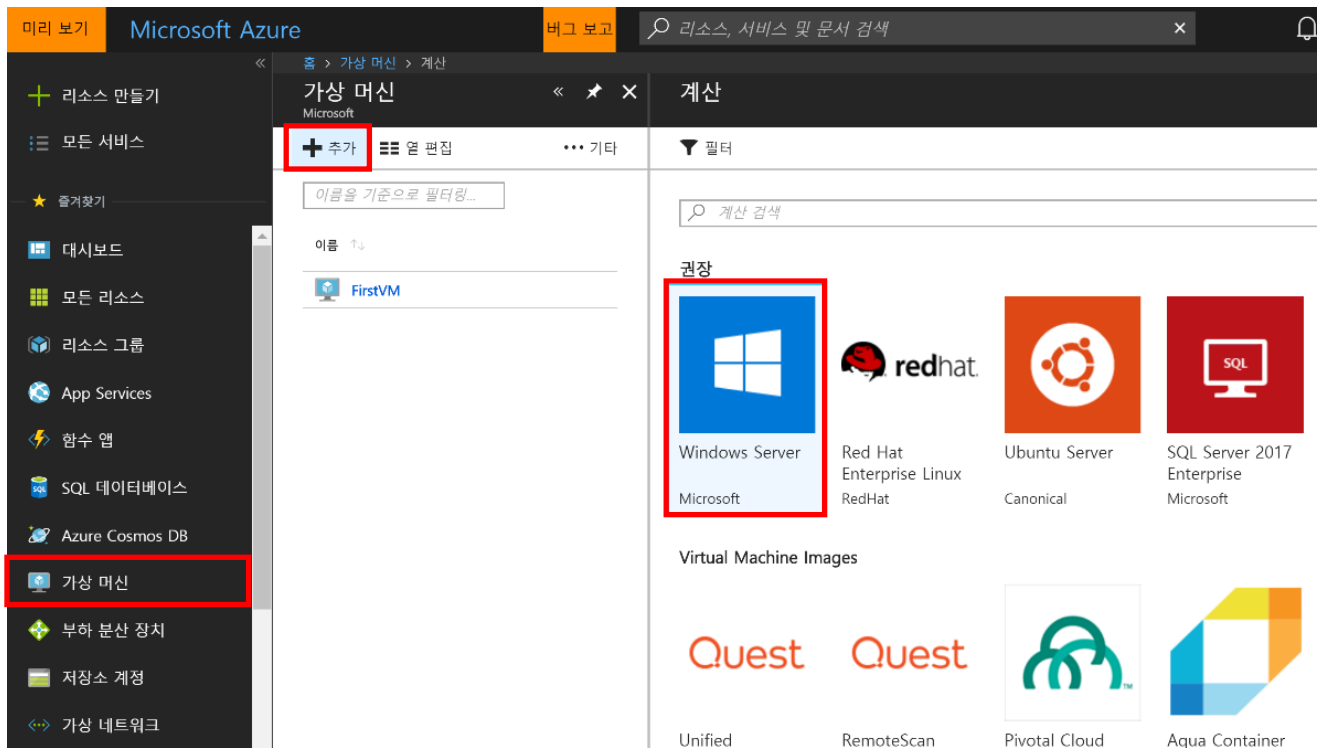 미리 보기
Microsoft Azure
버그 보고
리소스, 서비스 및 문서 검색
리소스 만들기
모든 서비스
즐겨찾기
대시보드
모든 리소스
리소스 그룹
App Services
함수 앱
SQL 데이터베이스
Azure Cosmos DB
가상 머신
부하 분산 장치
저장소 계정
가상 네트워크
홈 > 가상 머신 > 계산
가상 머신
Microsoft
추가
열 편집
기타
이름을 기준으로 필터링...
이름
FirstVM
계산
필터
계산 검색
권장
redhat.
SQL
Windows Server
Microsoft
Red Hat
Enterprise Linux
RedHat
Ubuntu Server
Canonical
SQL Server 2017
Enterprise
Microsoft
Virtual Machine Images
Quest
Quest
TM
Unified
RemoteScan
Pivotal Cloud
Aqua Container